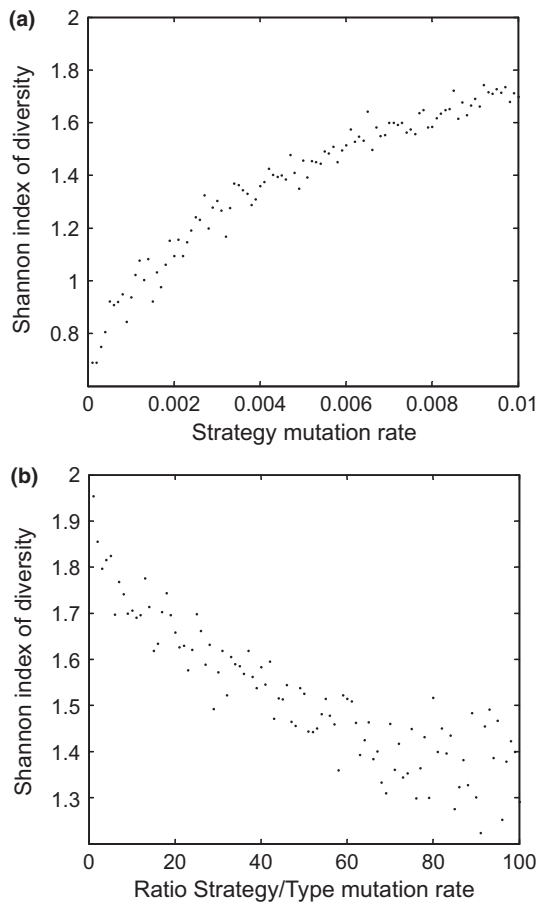 (a)
2
1.8
1.6
1.4
1.2
1
0.8
0 0.002 0.004 0.006 0.008 0.01
Shannon index of diversity
Strategy mutation rate
(b)
2
1.9
1.8
1.7
1.6
1.5
1.4
1.3
0 20 40 60 80 100
Shannon index of diversity
Ratio Strategy/Type mutation rate